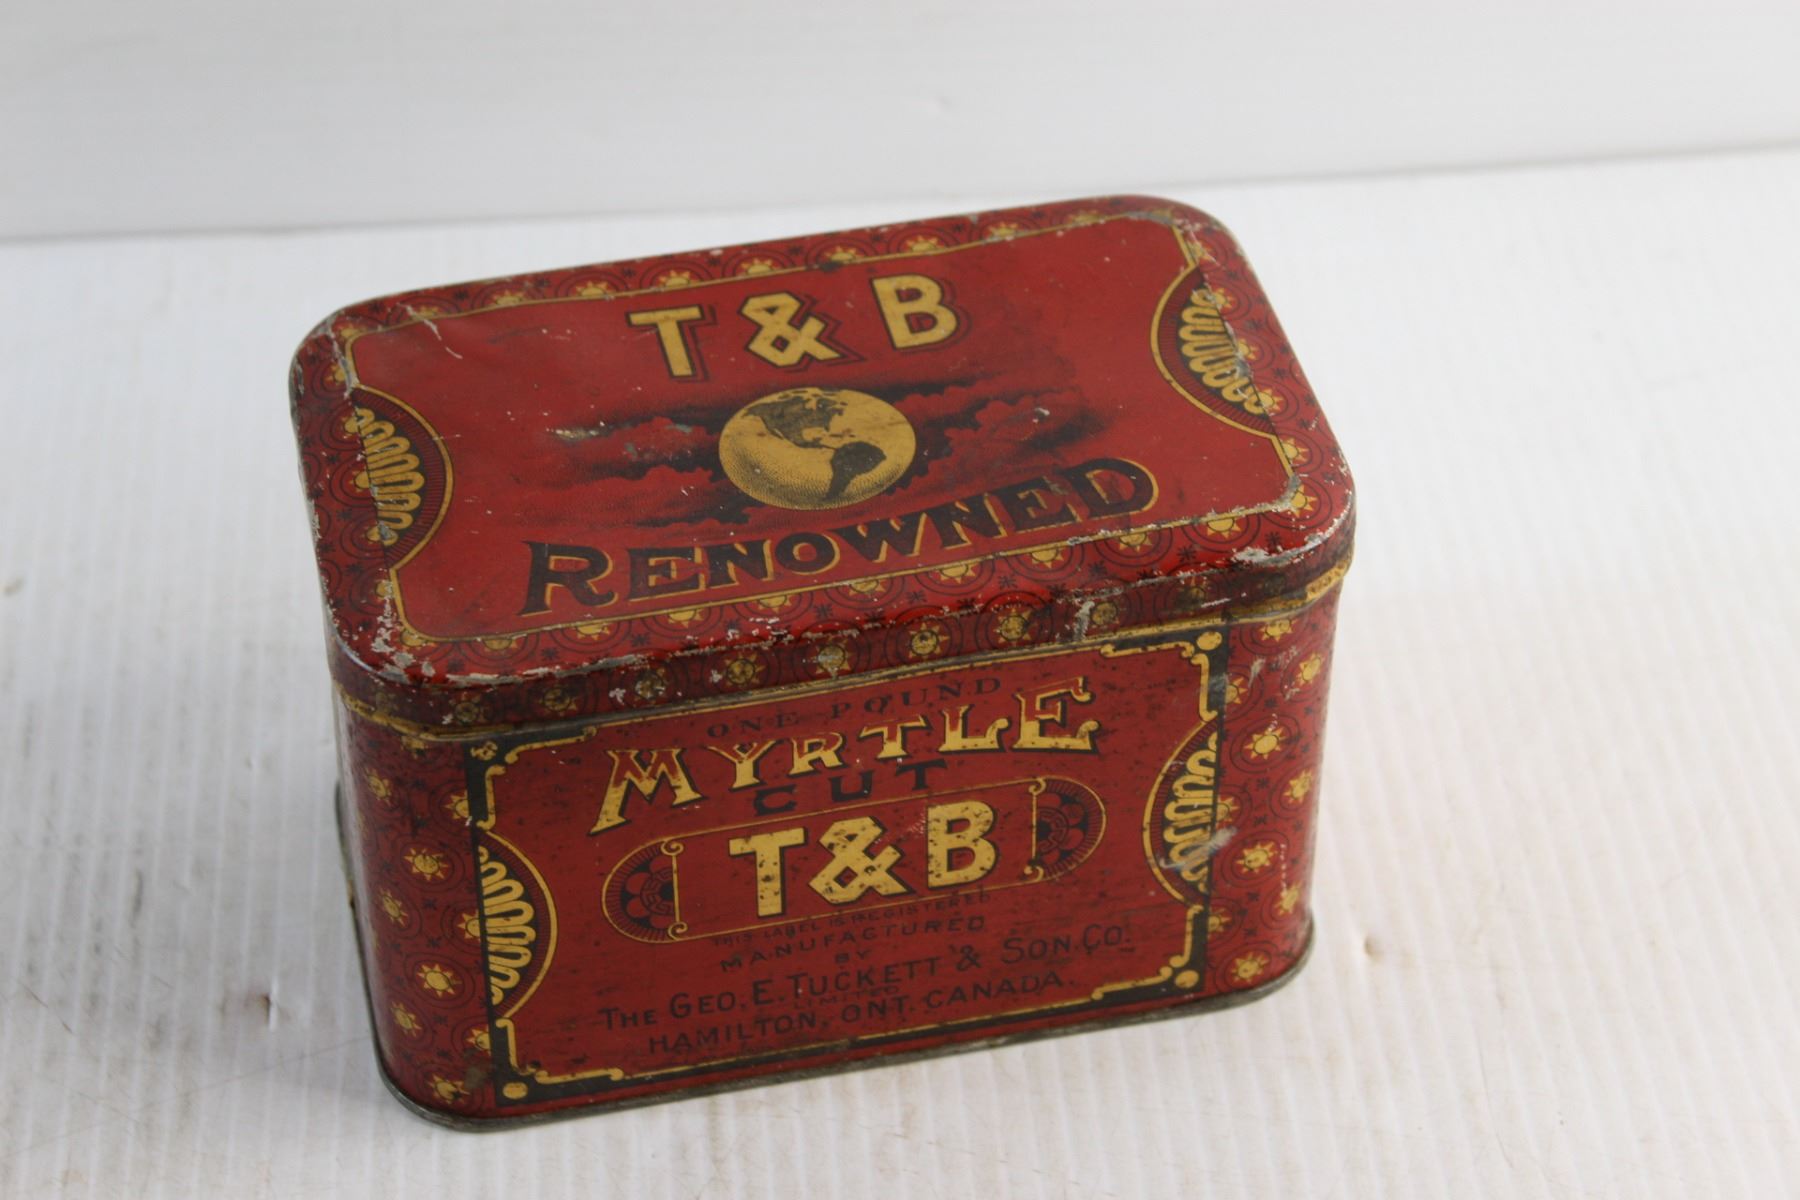 T & B
RENOWNED
ONE POUND
MYRTLE
CUT
T&B
THIS LABEL IS REGISTERED
MANUFACTURED
BY
THE GEO. E. TUCKETT & SON. CO.
LIMITED
HAMILTON, ONT. CANADA.